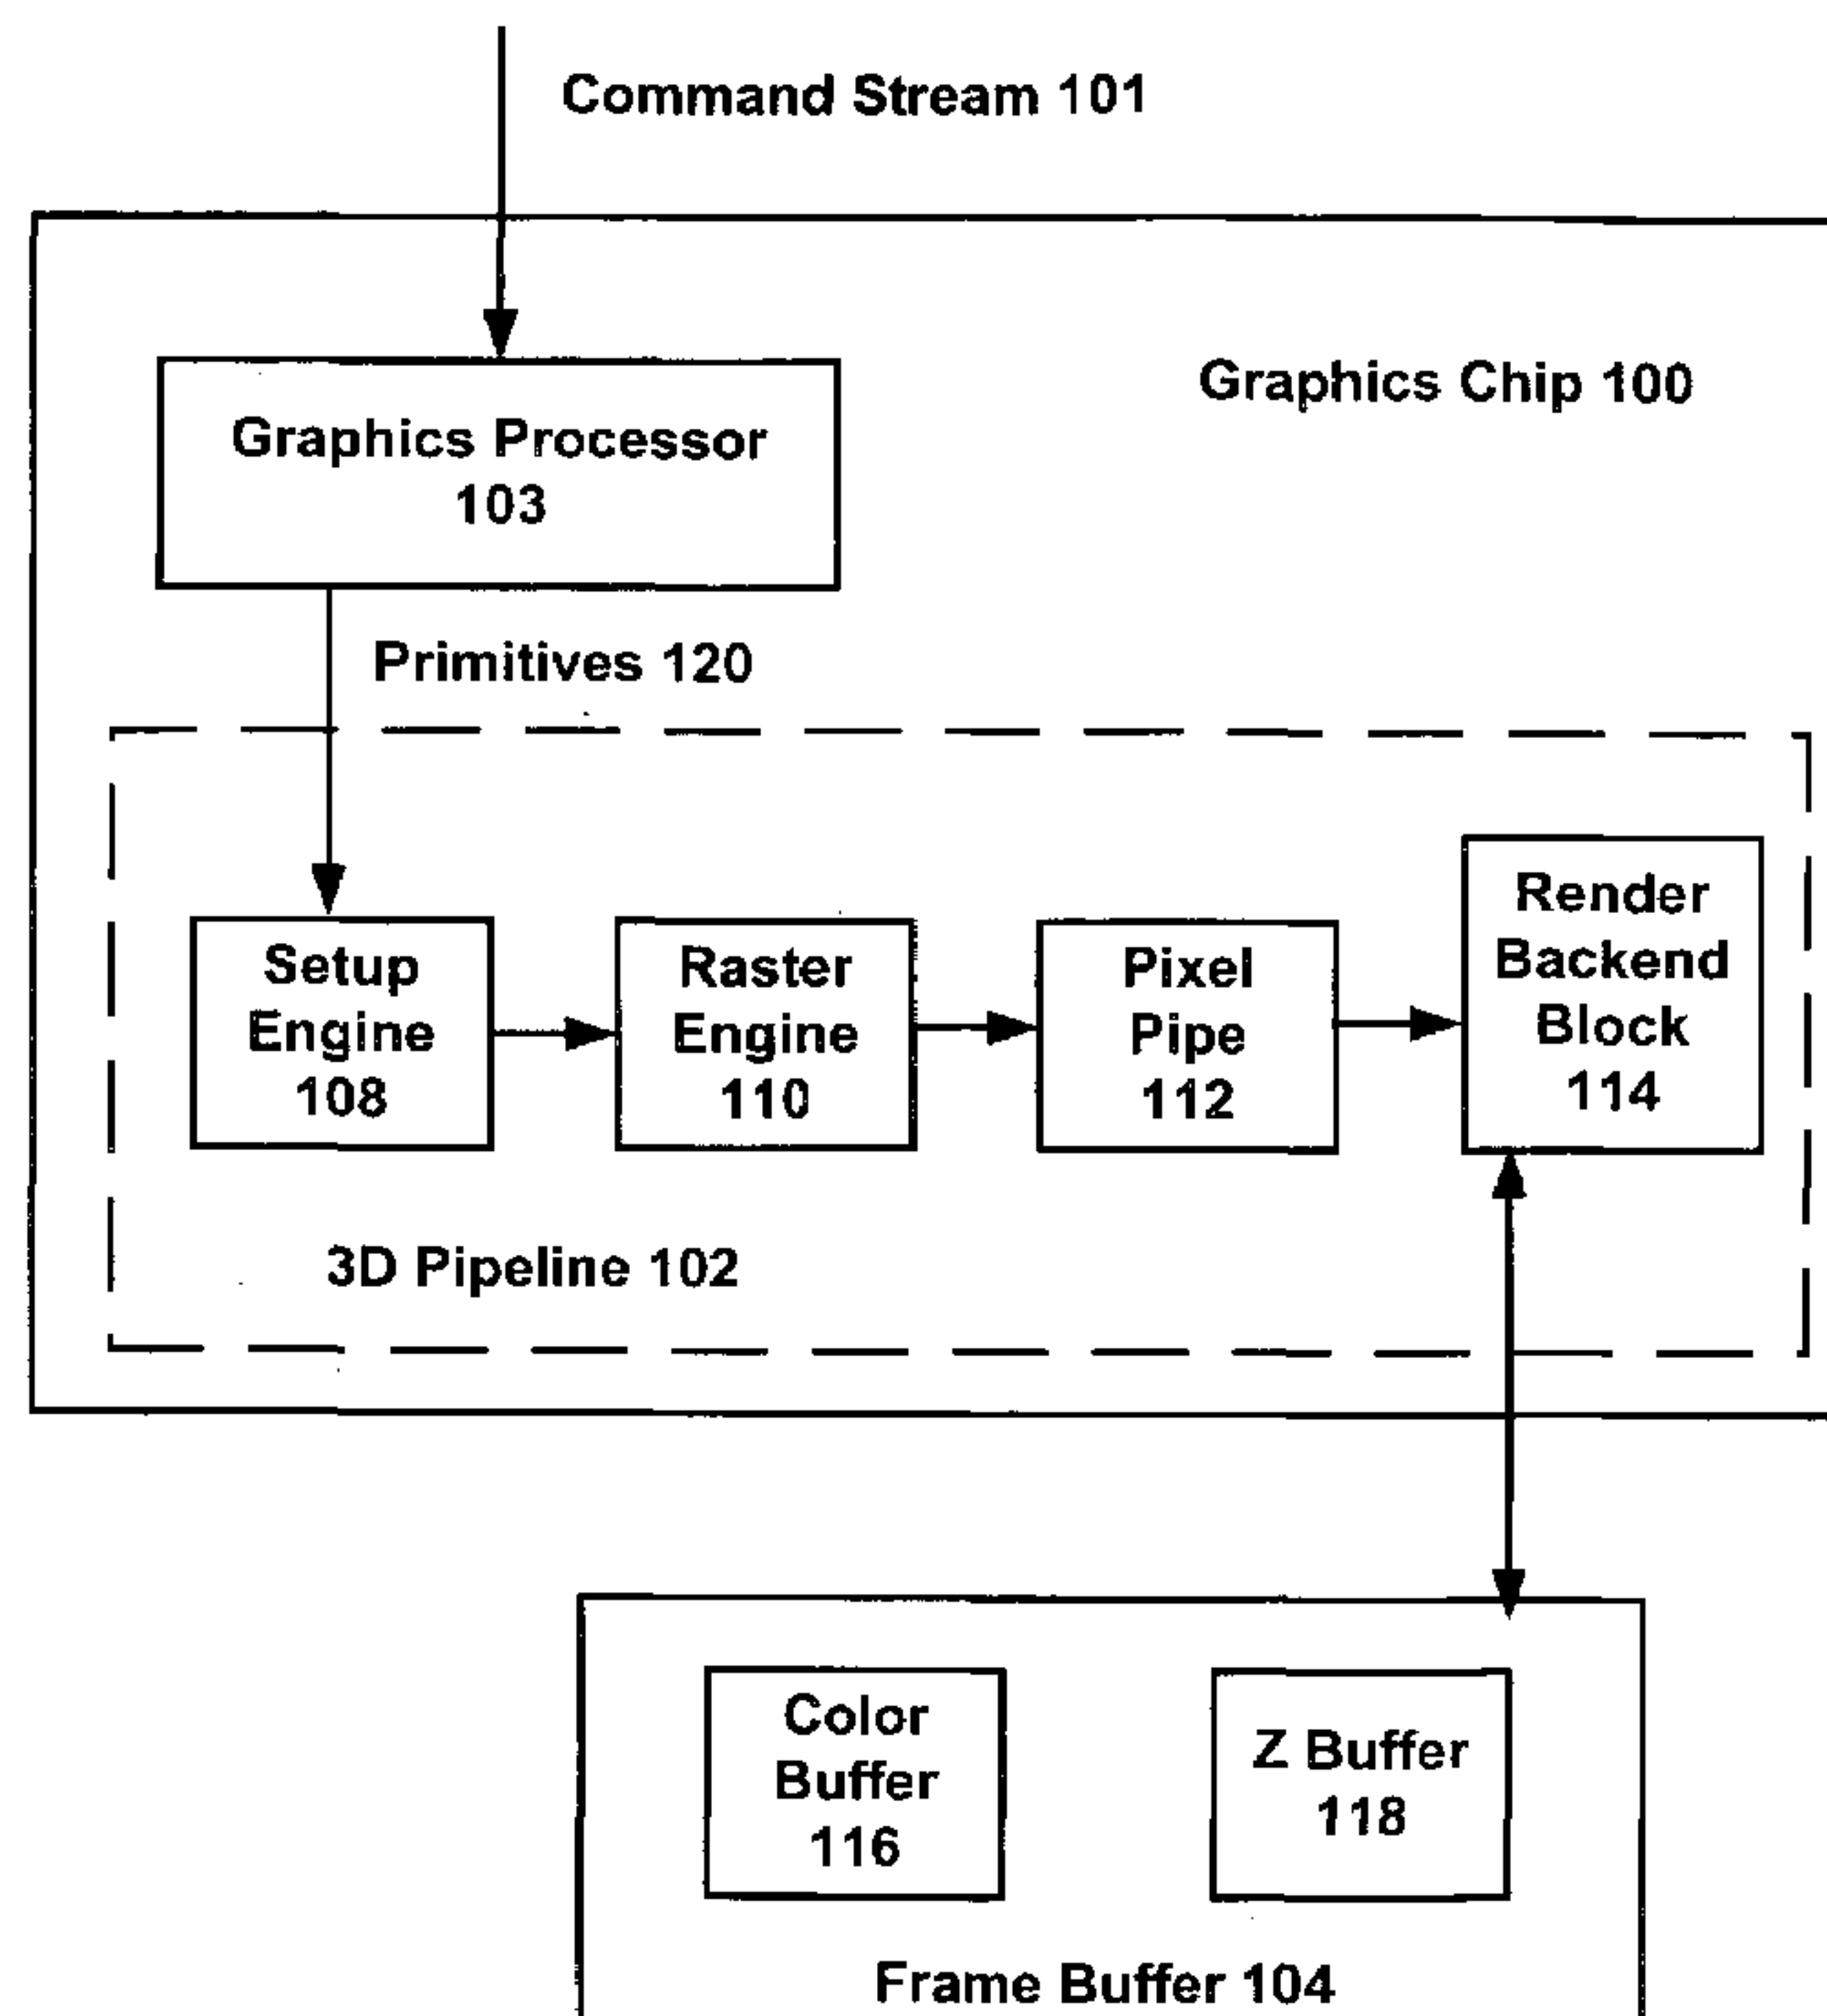 Command Stream 101
Graphics Chip 100
Graphics Processor
103
Primitives 120
Setup
Engine
108
Raster
Engine
110
Pixel
Pipe
112
Render
Backend
Block
114
3D Pipeline 102
Color
Buffer
116
Z Buffer
118
Frame Buffer 104